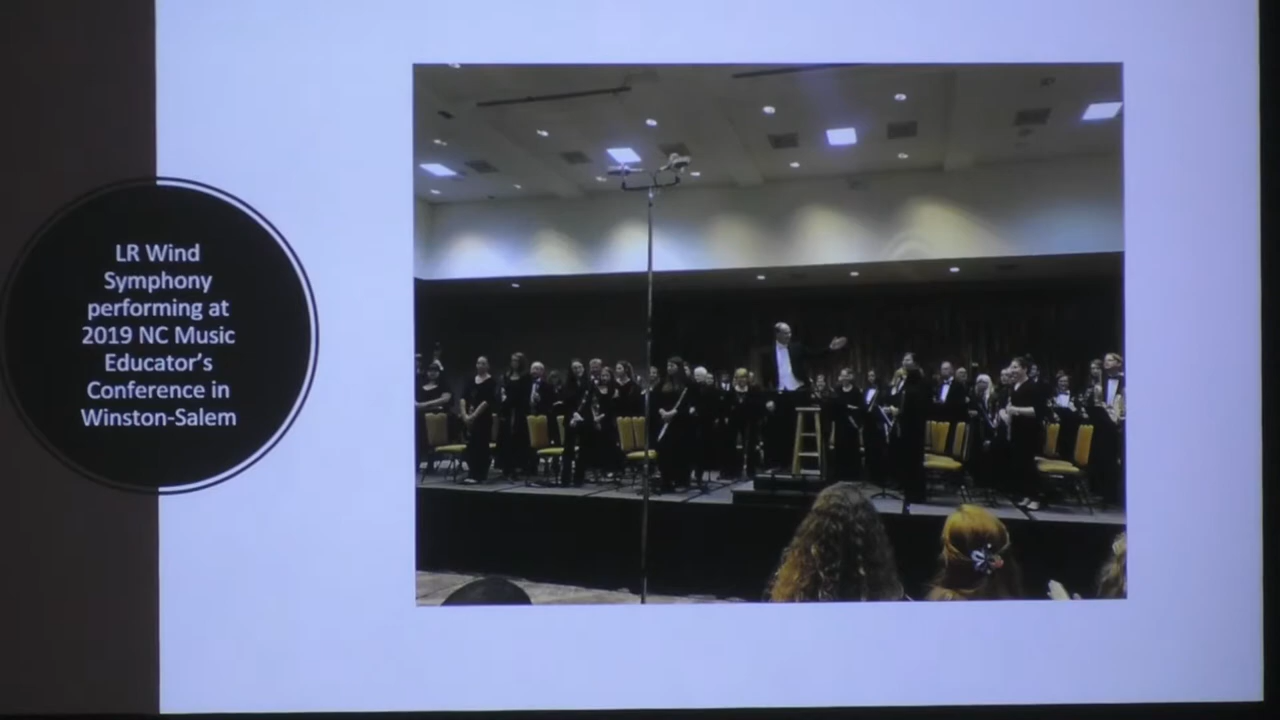 LR Wind
Symphony
performing at
2019 NC Music
Educator's
Conference in
Winston-Salem